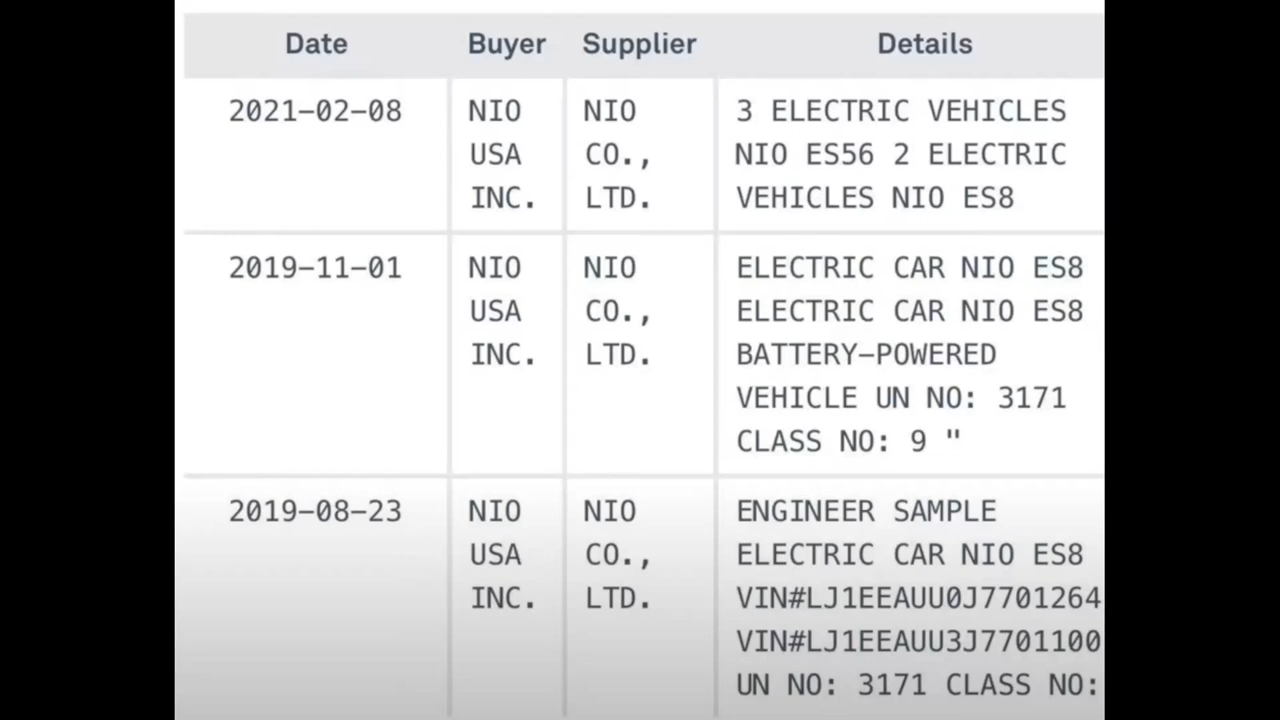 Date Buyer Supplier Details
2021-02-08 NIO NIO 3 ELECTRIC VEHICLES
USA CO., NIO ES56 2 ELECTRIC
INC. LTD. VEHICLES NIO ES8
2019-11-01 NIO NIO ELECTRIC CAR NIO ES8
USA CO., ELECTRIC CAR NIO ES8
INC. LTD. BATTERY-POWERED
VEHICLE UN NO: 3171
CLASS NO: 9 "
2019-08-23 NIO NIO ENGINEER SAMPLE
USA CO., ELECTRIC CAR NIO ES8
INC. LTD. VIN#LJ1EEAUU0J7701264
VIN#LJ1EEAUU3J7701100
UN NO: 3171 CLASS NO: